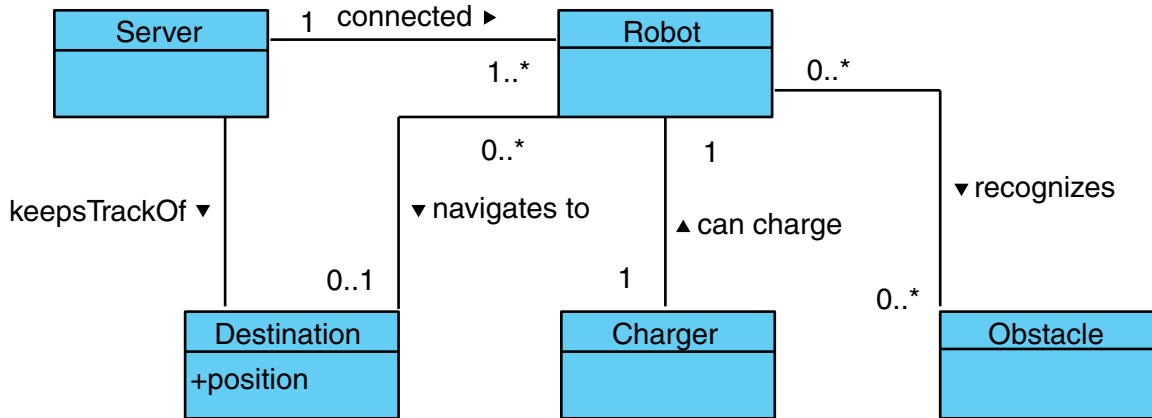 Server
1 connected ▶
Robot
1..*
0..*
0..*
1
keepsTrackOf ▼
▼ navigates to
▲ can charge
▼ recognizes
0..1
1
0..*
Destination
+position
Charger
Obstacle